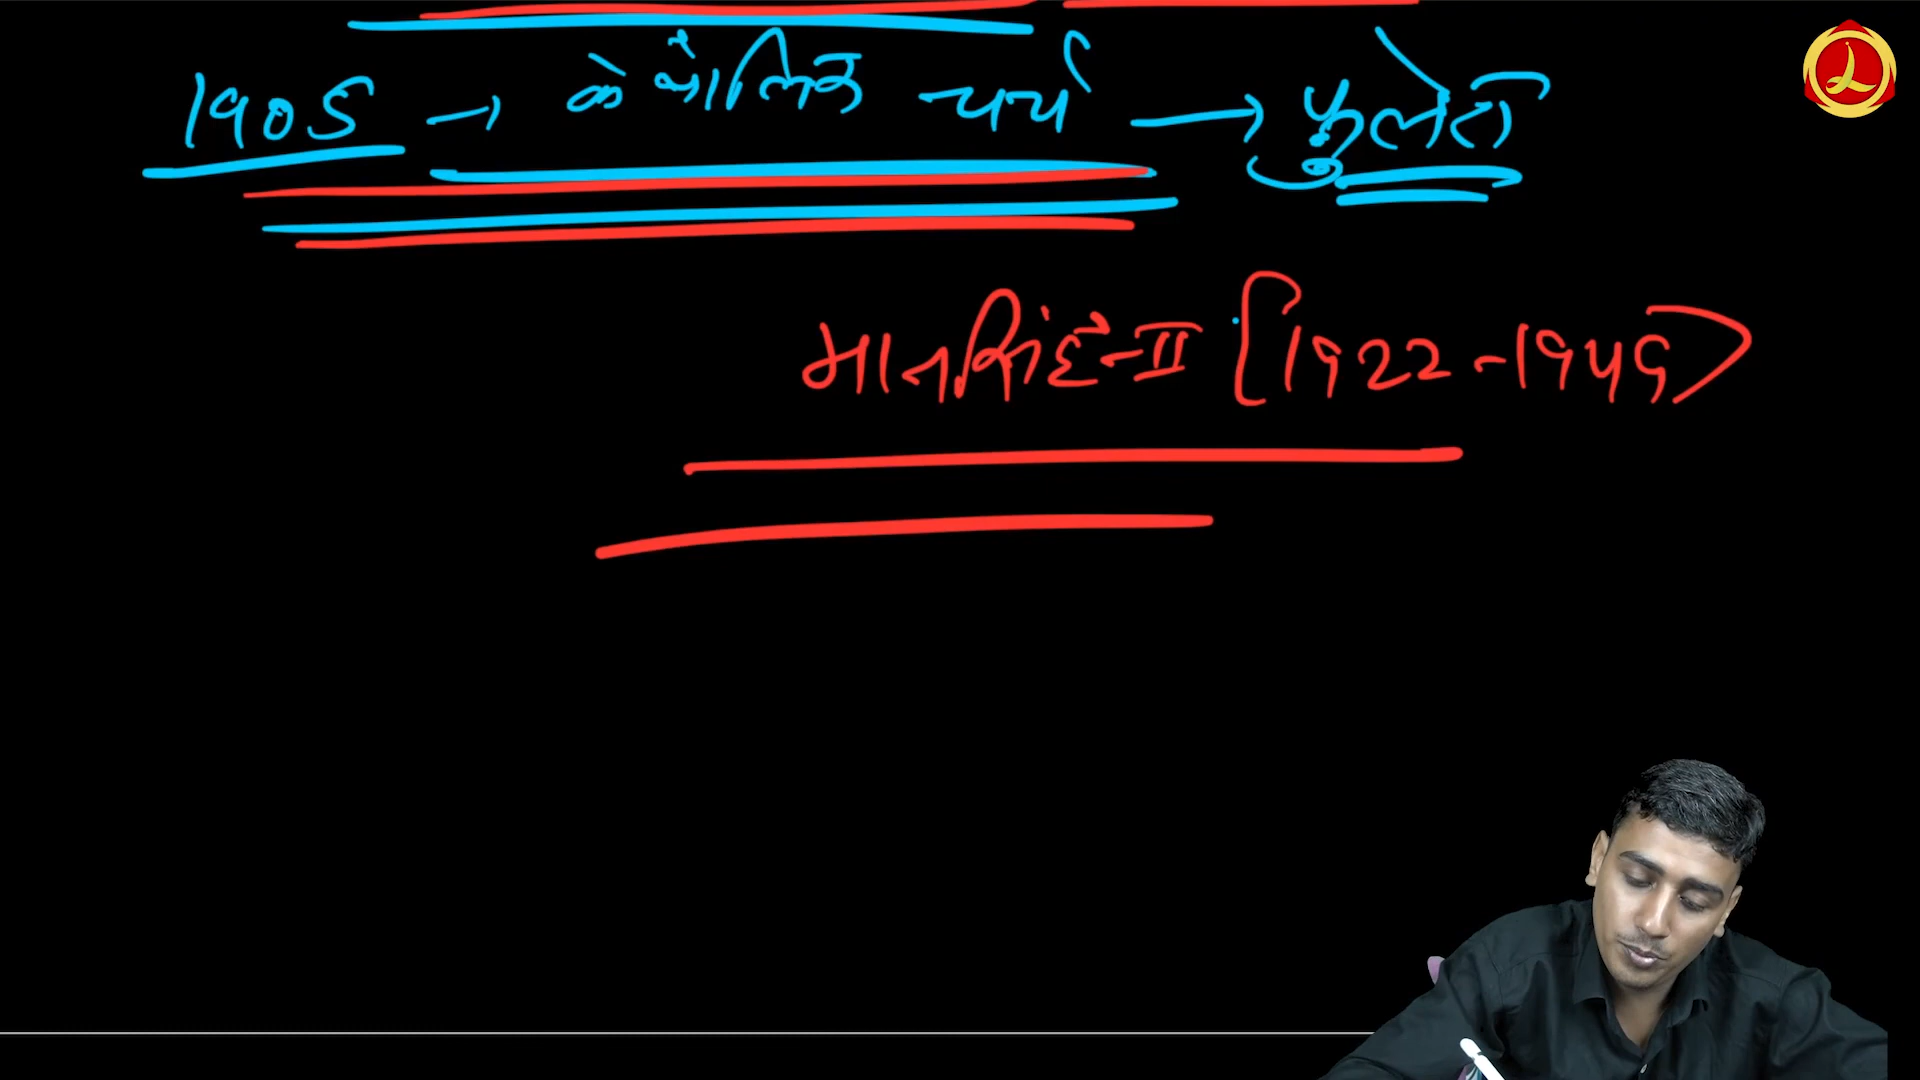 1905 → केथोलिक चर्च → फुलेरा
मानसिंह-II [1922-1949)